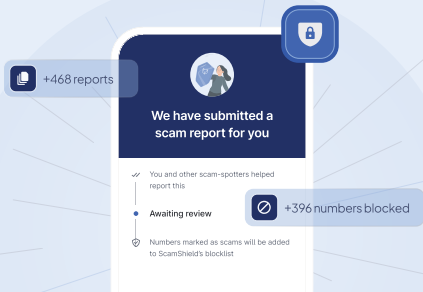 +468 reports
We have submitted a
scam report for you
You and other scam-spotters helped
report this
Awaiting review
+396 numbers blocked
Numbers marked as scams will be added
to ScamShield's blocklist